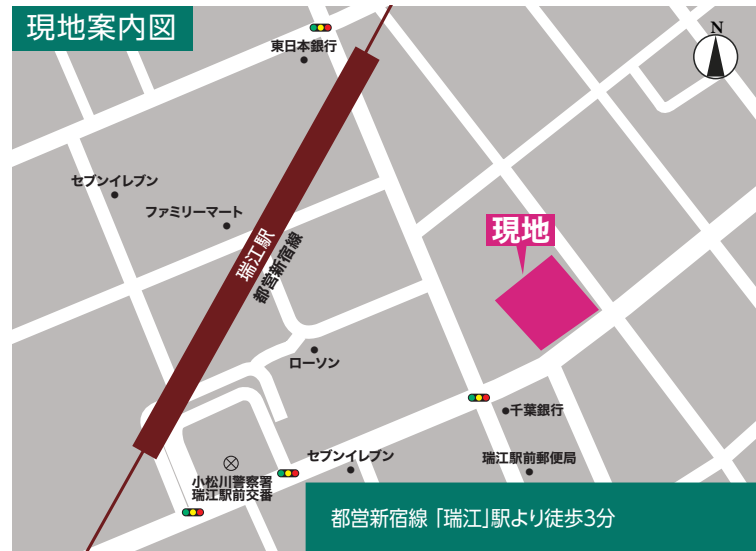 現地案内図
東日本銀行
N
セブンイレブン
ファミリーマート
瑞江駅
都営新宿線
現地
ローソン
千葉銀行
セブンイレブン
瑞江駅前郵便局
小松川警察署
瑞江駅前交番
都営新宿線「瑞江」駅より徒歩3分